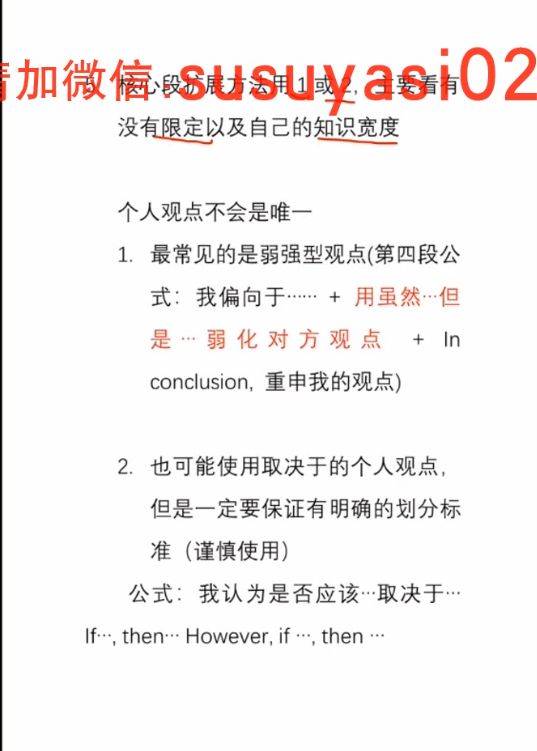 请加微信:susuyasi02
5. 核心段扩展方法用 1 或 2, 主要看有
没有限定以及自己的知识宽度
个人观点不会是唯一
1. 最常见的是弱强型观点(第四段公
式：我偏向于…… + 用虽然…但
是…弱化对方观点 + In
conclusion, 重申我的观点)
2. 也可能使用取决于的个人观点，
但是一定要保证有明确的划分标
准（谨慎使用）
公式：我认为是否应该…取决于…
If…, then… However, if …, then …